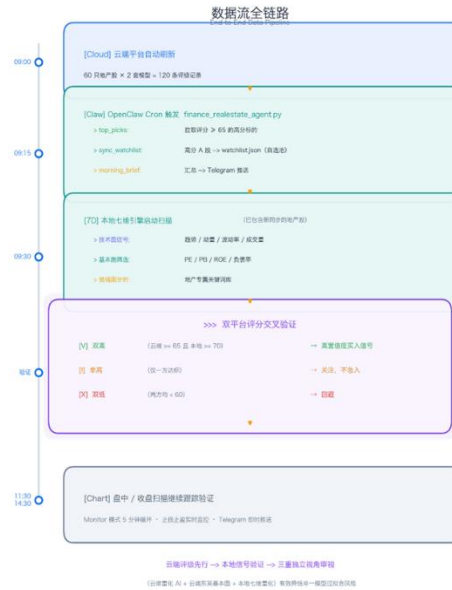 数据流全链路
End to End Data Pipeline
09:00
[Cloud] 云端平台自动刷新
60 只地产股 × 2 套模型 = 120 条评级记录
09:15
[Claw] OpenClaw Cron 触发 finance_realestate_agent.py
> top_picks: 拉取评分 ≥ 65 的高分标的
> sync_watchlist: 高分 A 股 -> watchlist.json（自选池）
> morning_brief: 汇总 -> Telegram 推送
09:30
[7D] 本地七维引擎启动扫描 （已包含刚同步的地产股）
> 技术面信号: 趋势 / 动量 / 波动率 / 成交量
> 基本面筛选: PE / PB / ROE / 负债率
> 地产专属关键词库
验证
>>> 双平台评分交叉验证
[V] 双高 （云端 >= 65 且 本地 >= 70） → 高置信度买入信号
[!] 单高 （仅一方达标） → 关注，不急入
[X] 双低 （两方均 < 60） → 回避
11:30
14:30
[Chart] 盘中 / 收盘扫描继续跟踪验证
Monitor 模式 5 分钟循环 · 止损止盈实时监控 · Telegram 即时推送
云端评级先行 —> 本地信号验证 —> 三重独立视角审视